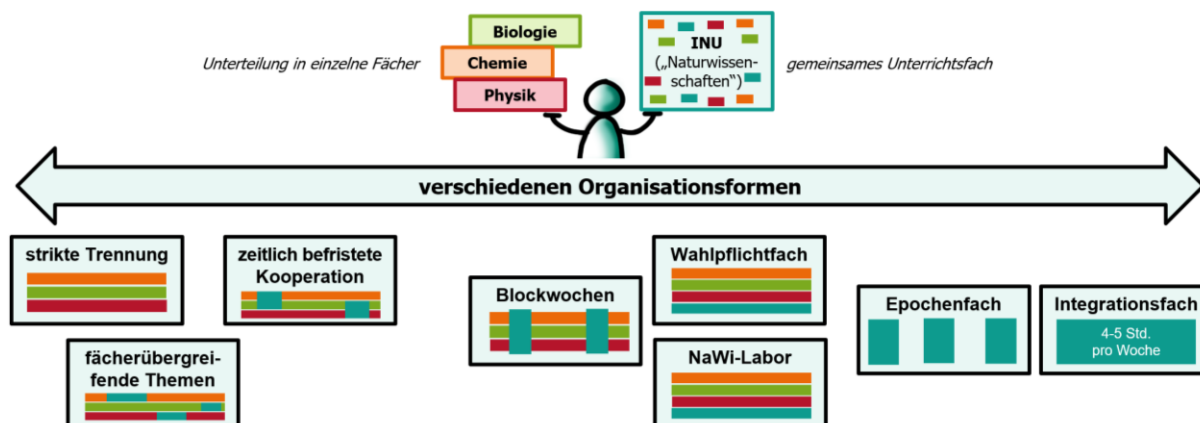 Biologie
Chemie
Physik
Unterteilung in einzelne Fächer
INU
(„Naturwissen-
schaften“)
gemeinsames Unterrichtsfach
verschiedenen Organisationsformen
strikte Trennung
zeitlich befristete
Kooperation
fächerübergrei-
fende Themen
Blockwochen
Wahlpflichtfach
NaWi-Labor
Epochenfach
Integrationsfach
4-5 Std.
pro Woche